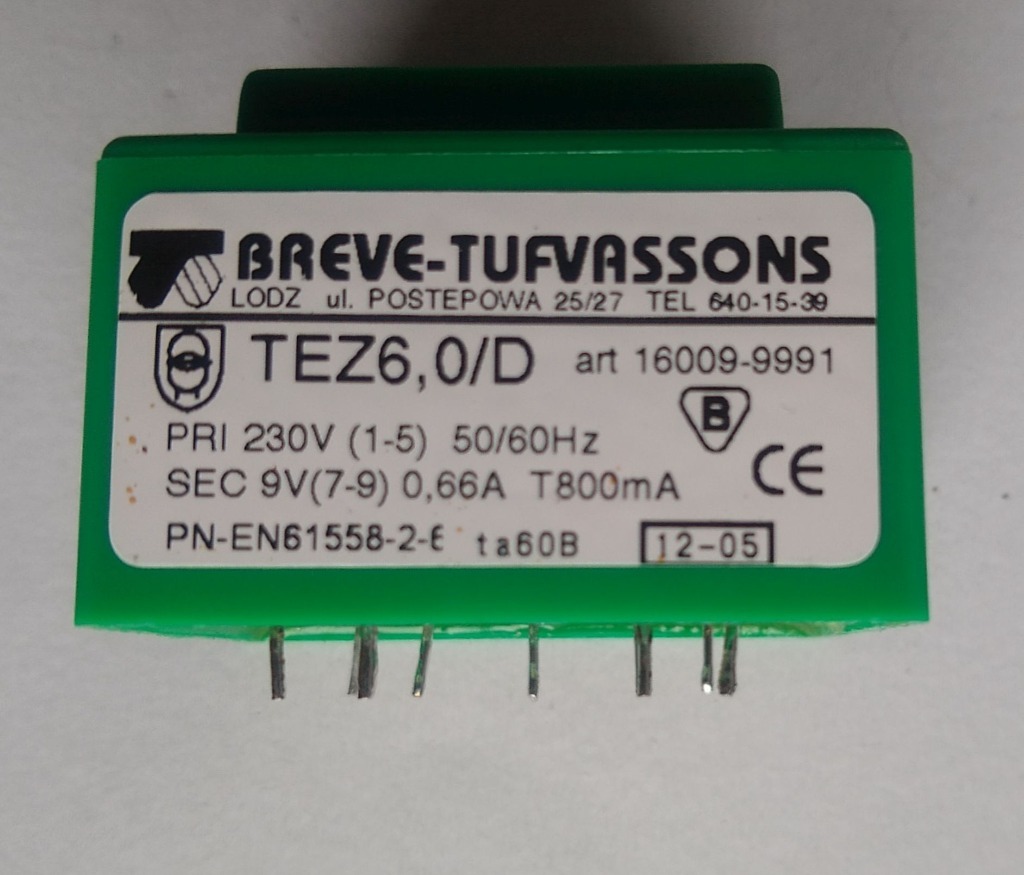 BREVE-TUFVASSONS
LODZ ul. POSTEPOWA 25/27 TEL 640-15-39
TEZ6,0/D art 16009-9991
B
PRI 230V (1-5) 50/60Hz
SEC 9V(7-9) 0,66A T800mA
CE
PN-EN61558-2-6 ta60B 12-05